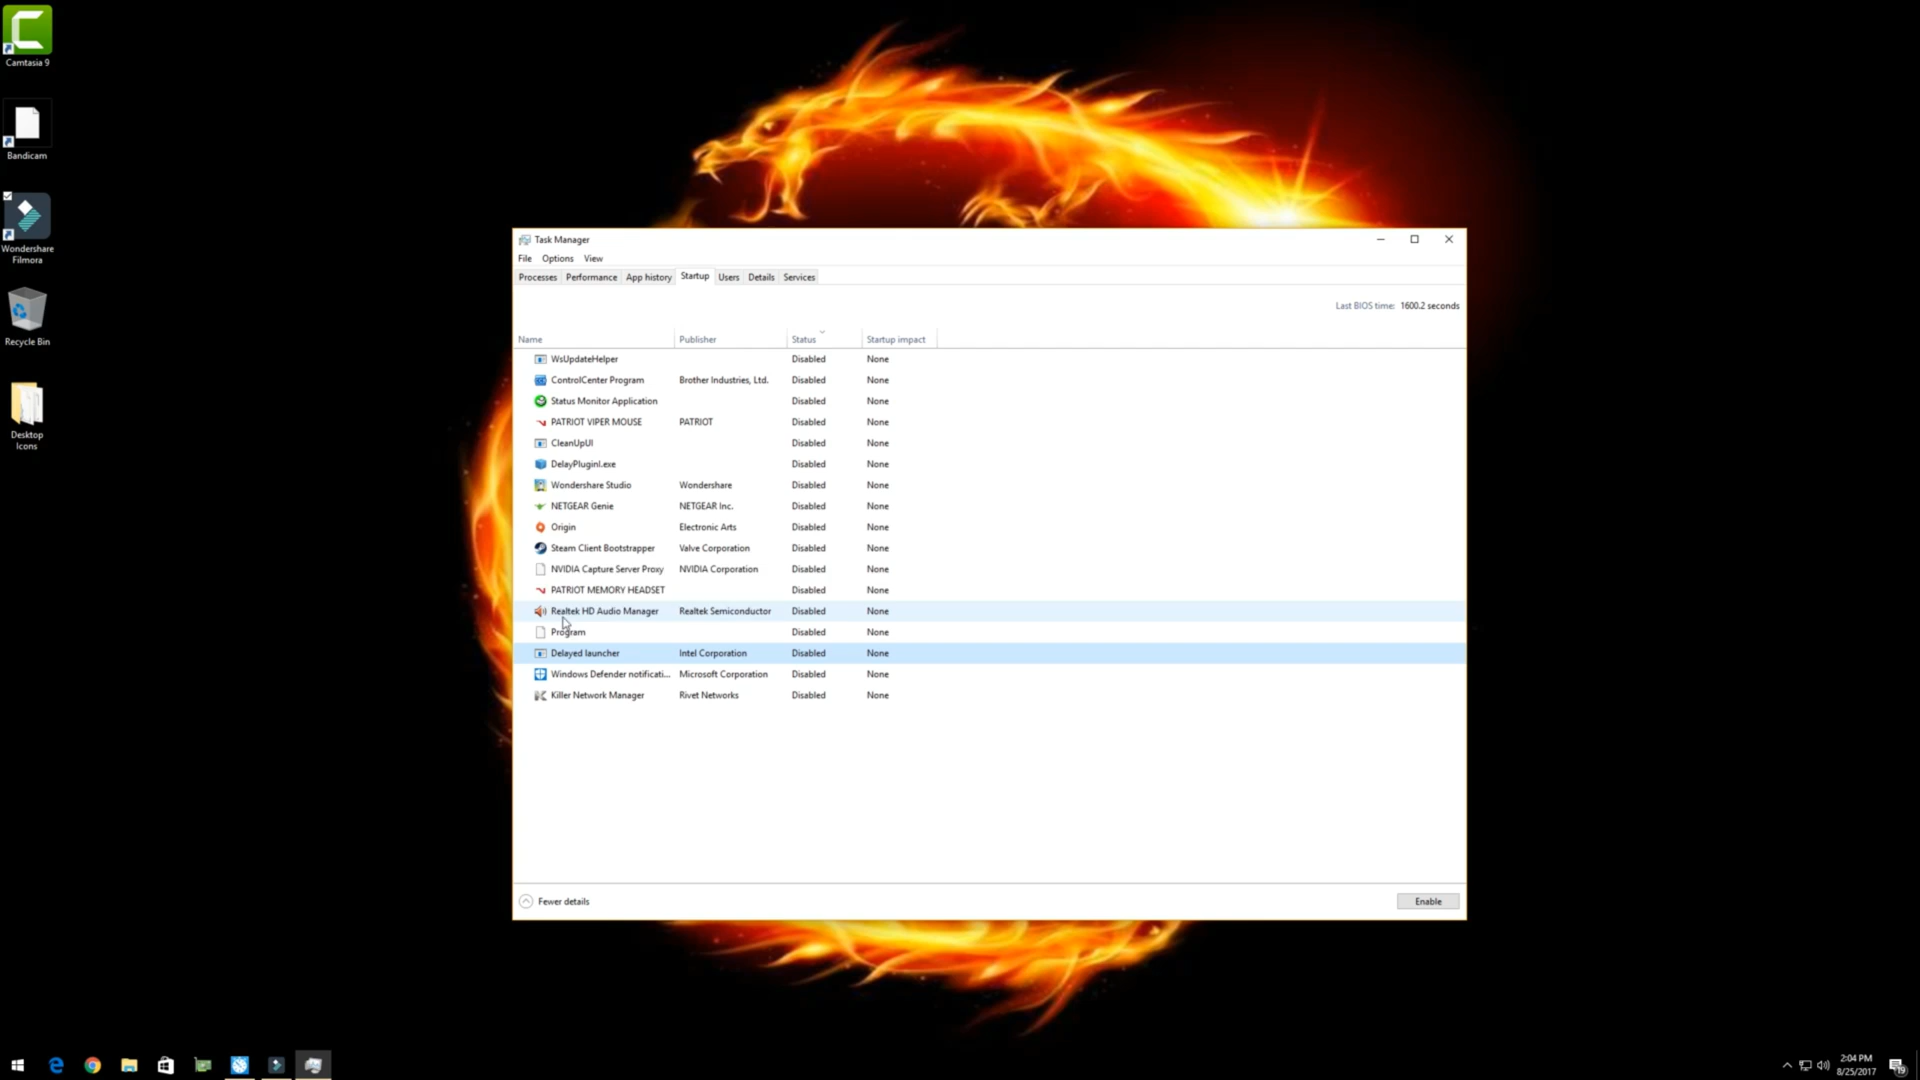 Camtasia 9
Bandicam
Wondershare
Filmora
Recycle Bin
Desktop
Icons
Task Manager
File Options View
Processes Performance App history Startup Users Details Services
Last BIOS time: 1600.2 seconds
Name Publisher Status Startup impact
WsUpdateHelper Disabled None
ControlCenter Program Brother Industries, Ltd. Disabled None
Status Monitor Application Disabled None
PATRIOT VIPER MOUSE PATRIOT Disabled None
CleanUpUI Disabled None
DelayPluginI.exe Disabled None
Wondershare Studio Wondershare Disabled None
NETGEAR Genie NETGEAR Inc. Disabled None
Origin Electronic Arts Disabled None
Steam Client Bootstrapper Valve Corporation Disabled None
NVIDIA Capture Server Proxy NVIDIA Corporation Disabled None
PATRIOT MEMORY HEADSET Disabled None
Realtek HD Audio Manager Realtek Semiconductor Disabled None
Program Disabled None
Delayed launcher Intel Corporation Disabled None
Windows Defender notificati... Microsoft Corporation Disabled None
Killer Network Manager Rivet Networks Disabled None
Fewer details Enable
2:04 PM
8/25/2017
19